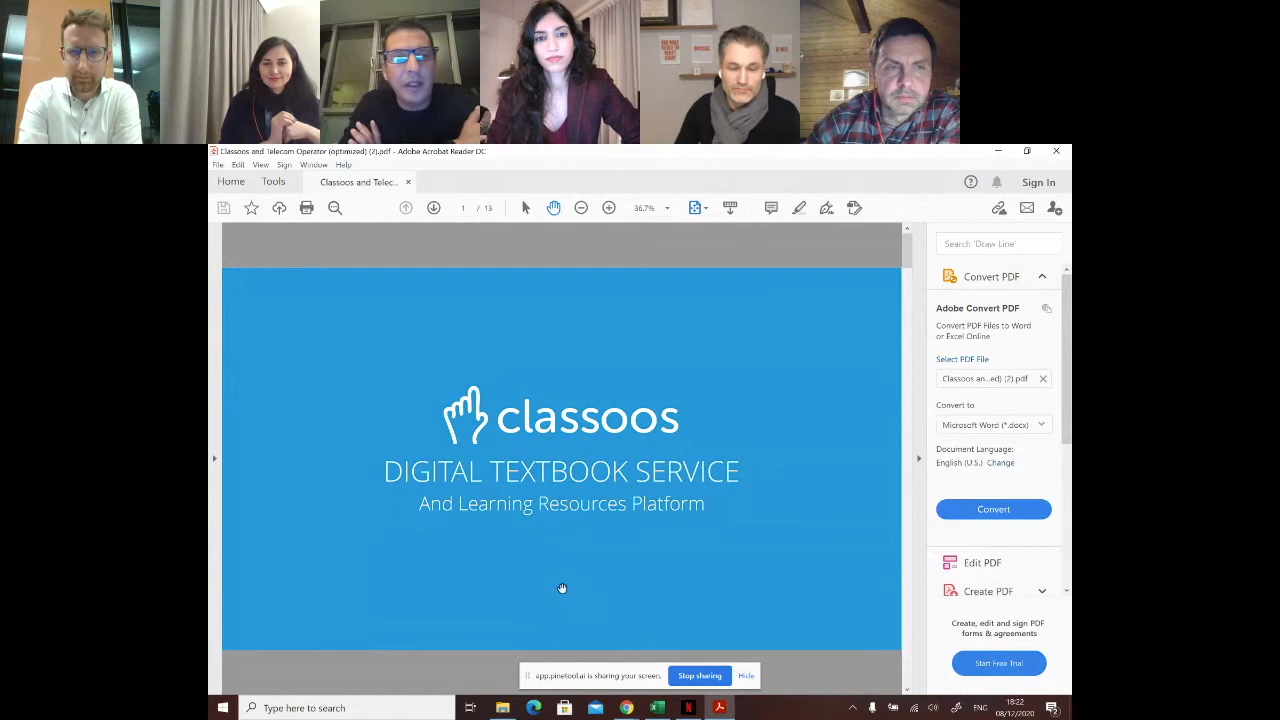 Classoos and Telecom Operator (optimized) (2).pdf - Adobe Acrobat Reader DC
File Edit View Sign Window Help
Home Tools Classoos and Telec... ×
Sign In
1 / 13
36.7%
Search 'Draw Line'
Convert PDF
Adobe Convert PDF
Convert PDF Files to Word
or Excel Online
Select PDF File
Classoos an...ed) (2).pdf
Convert to
Microsoft Word (*.docx)
Document Language:
English (U.S.) Change
Convert
Edit PDF
Create PDF
Create, edit and sign PDF
forms & agreements
Start Free Trial
classoos
DIGITAL TEXTBOOK SERVICE
And Learning Resources Platform
app.pinetool.ai is sharing your screen.
Stop sharing
Hide
Type here to search
ENG
18:22
08/12/2020
2